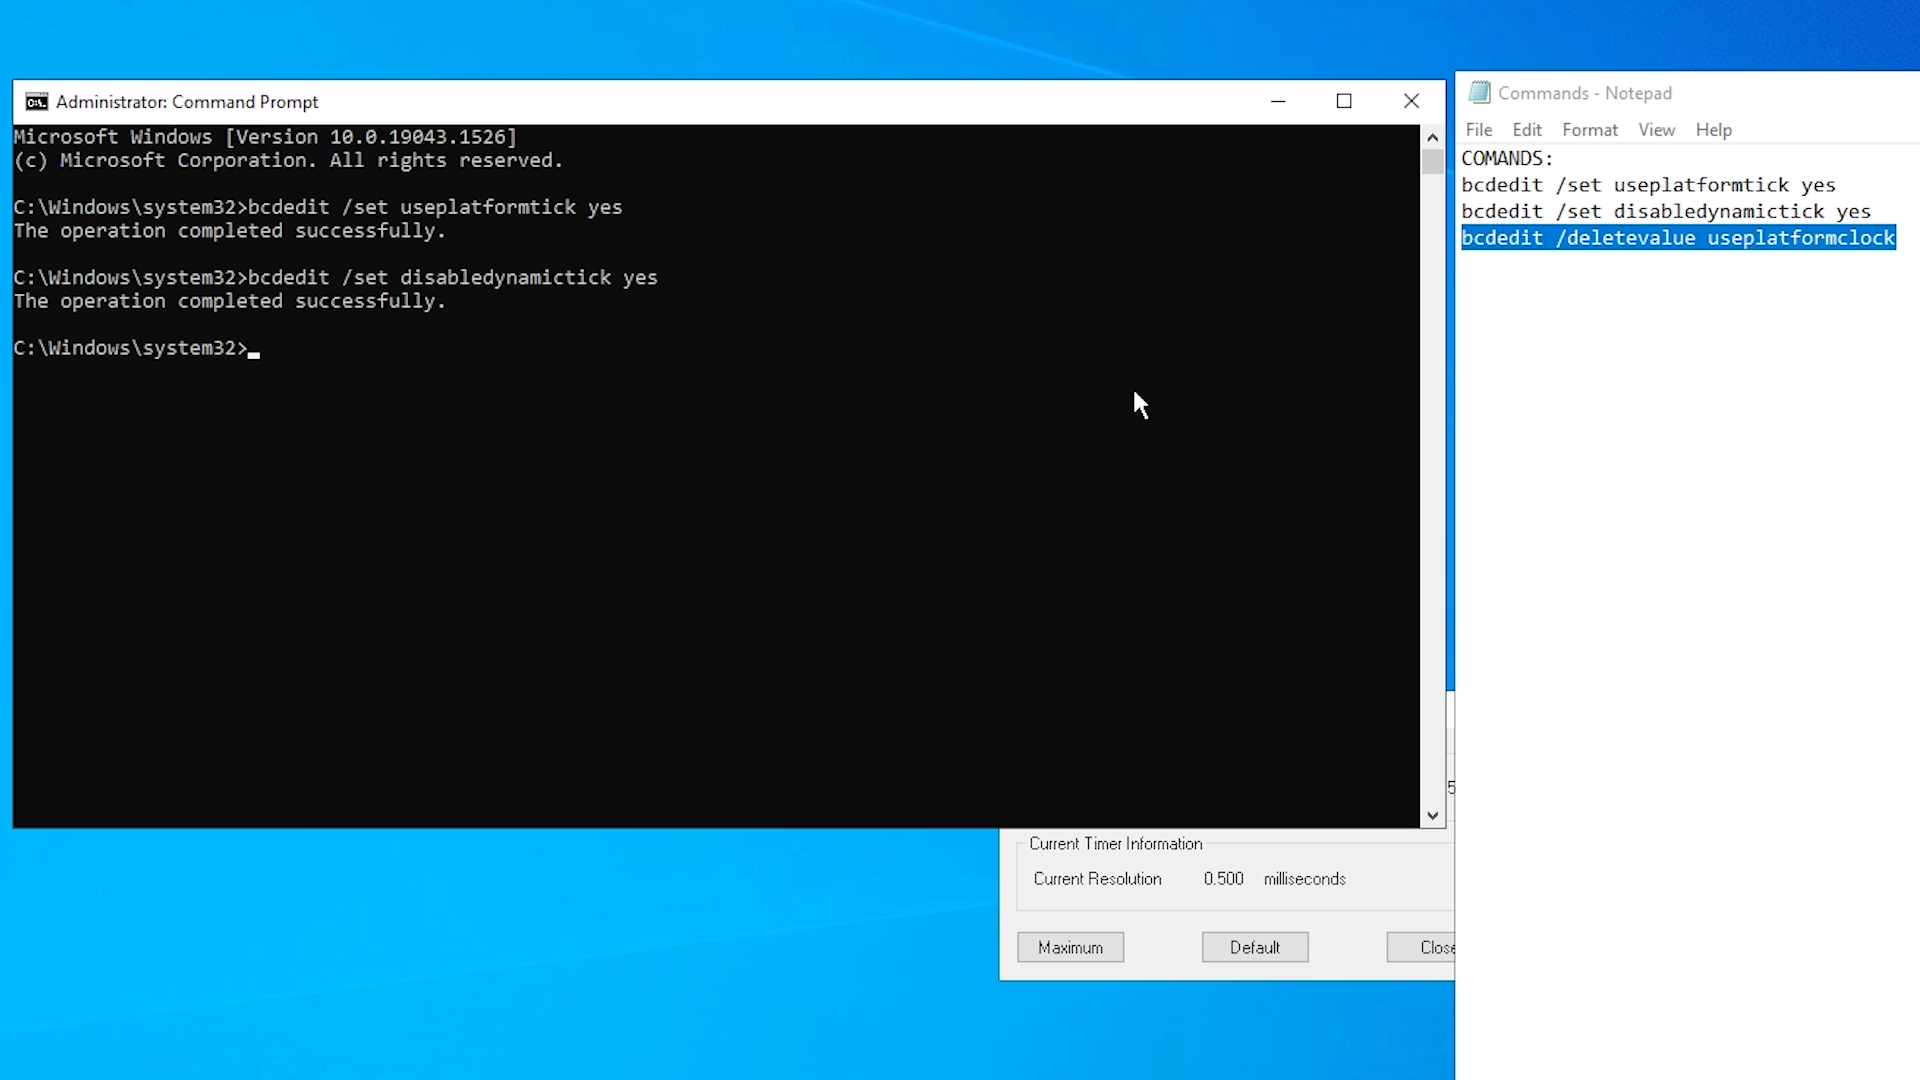 Administrator: Command Prompt
Microsoft Windows [Version 10.0.19043.1526]
(c) Microsoft Corporation. All rights reserved.
C:\Windows\system32>bcdedit /set useplatformtick yes
The operation completed successfully.
C:\Windows\system32>bcdedit /set disabledynamictick yes
The operation completed successfully.
C:\Windows\system32>
Commands - Notepad
File Edit Format View Help
COMANDS:
bcdedit /set useplatformtick yes
bcdedit /set disabledynamictick yes
bcdedit /deletevalue useplatformclock
5
Current Timer Information
Current Resolution 0.500 milliseconds
Maximum Default Close